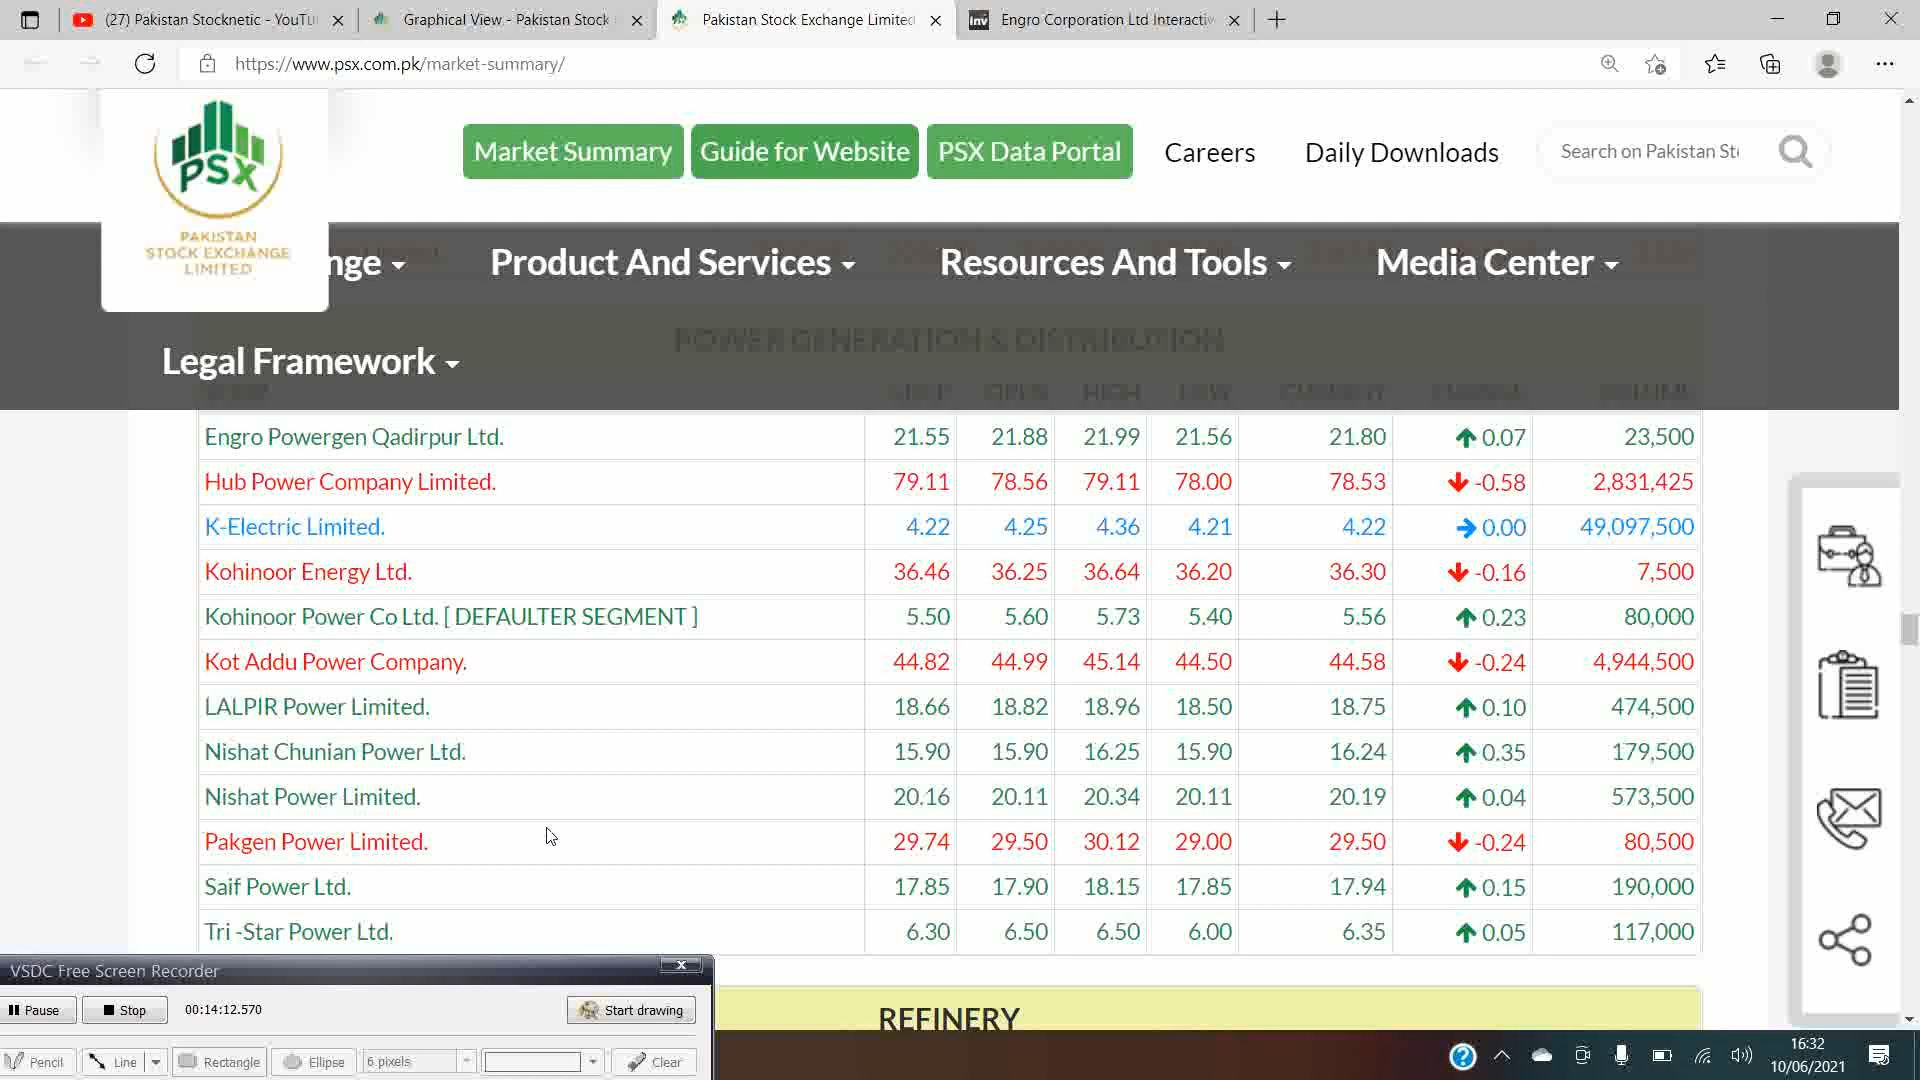 (27) Pakistan Stocknetic - YouTu
Graphical View - Pakistan Stock
Pakistan Stock Exchange Limited
inv Engro Corporation Ltd Interactiv
https://www.psx.com.pk/market-summary/
PSX
PAKISTAN
STOCK EXCHANGE
LIMITED
Market Summary
Guide for Website
PSX Data Portal
Careers
Daily Downloads
Search on Pakistan Sto
nge
Product And Services
Resources And Tools
Media Center
Legal Framework
POWER GENERATION & DISTRIBUTION
HIGH LOW CURRENT
Engro Powergen Qadirpur Ltd. 21.55 21.88 21.99 21.56 21.80 0.07 23,500
Hub Power Company Limited. 79.11 78.56 79.11 78.00 78.53 -0.58 2,831,425
K-Electric Limited. 4.22 4.25 4.36 4.21 4.22 0.00 49,097,500
Kohinoor Energy Ltd. 36.46 36.25 36.64 36.20 36.30 -0.16 7,500
Kohinoor Power Co Ltd. [ DEFAULTER SEGMENT ] 5.50 5.60 5.73 5.40 5.56 0.23 80,000
Kot Addu Power Company. 44.82 44.99 45.14 44.50 44.58 -0.24 4,944,500
LALPIR Power Limited. 18.66 18.82 18.96 18.50 18.75 0.10 474,500
Nishat Chunian Power Ltd. 15.90 15.90 16.25 15.90 16.24 0.35 179,500
Nishat Power Limited. 20.16 20.11 20.34 20.11 20.19 0.04 573,500
Pakgen Power Limited. 29.74 29.50 30.12 29.00 29.50 -0.24 80,500
Saif Power Ltd. 17.85 17.90 18.15 17.85 17.94 0.15 190,000
Tri -Star Power Ltd. 6.30 6.50 6.50 6.00 6.35 0.05 117,000
REFINERY
VSDC Free Screen Recorder
Pause
Stop
00:14:12.570
Start drawing
Pencil
Line
Rectangle
Ellipse
6 pixels
Clear
16:32
10/06/2021